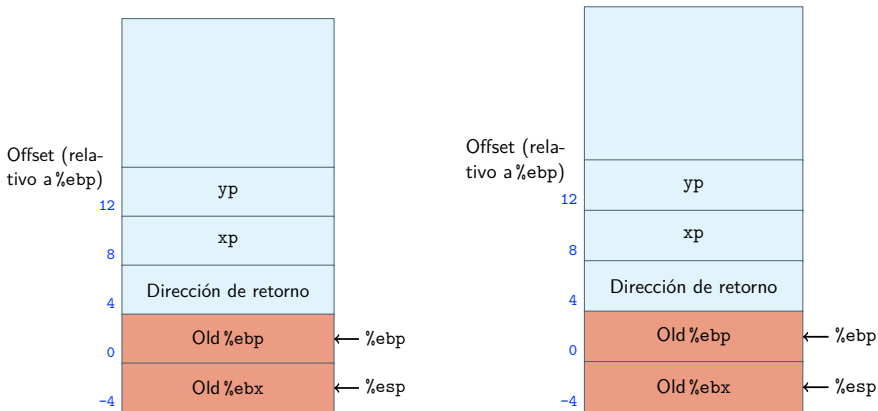 Offset (rela-
tivo a %ebp)
yp
12
xp
8
Dirección de retorno
4
Old %ebp
%ebp
0
Old %ebx
%esp
-4
Offset (rela-
tivo a %ebp)
yp
12
xp
8
Dirección de retorno
4
Old %ebp
%ebp
0
Old %ebx
%esp
-4